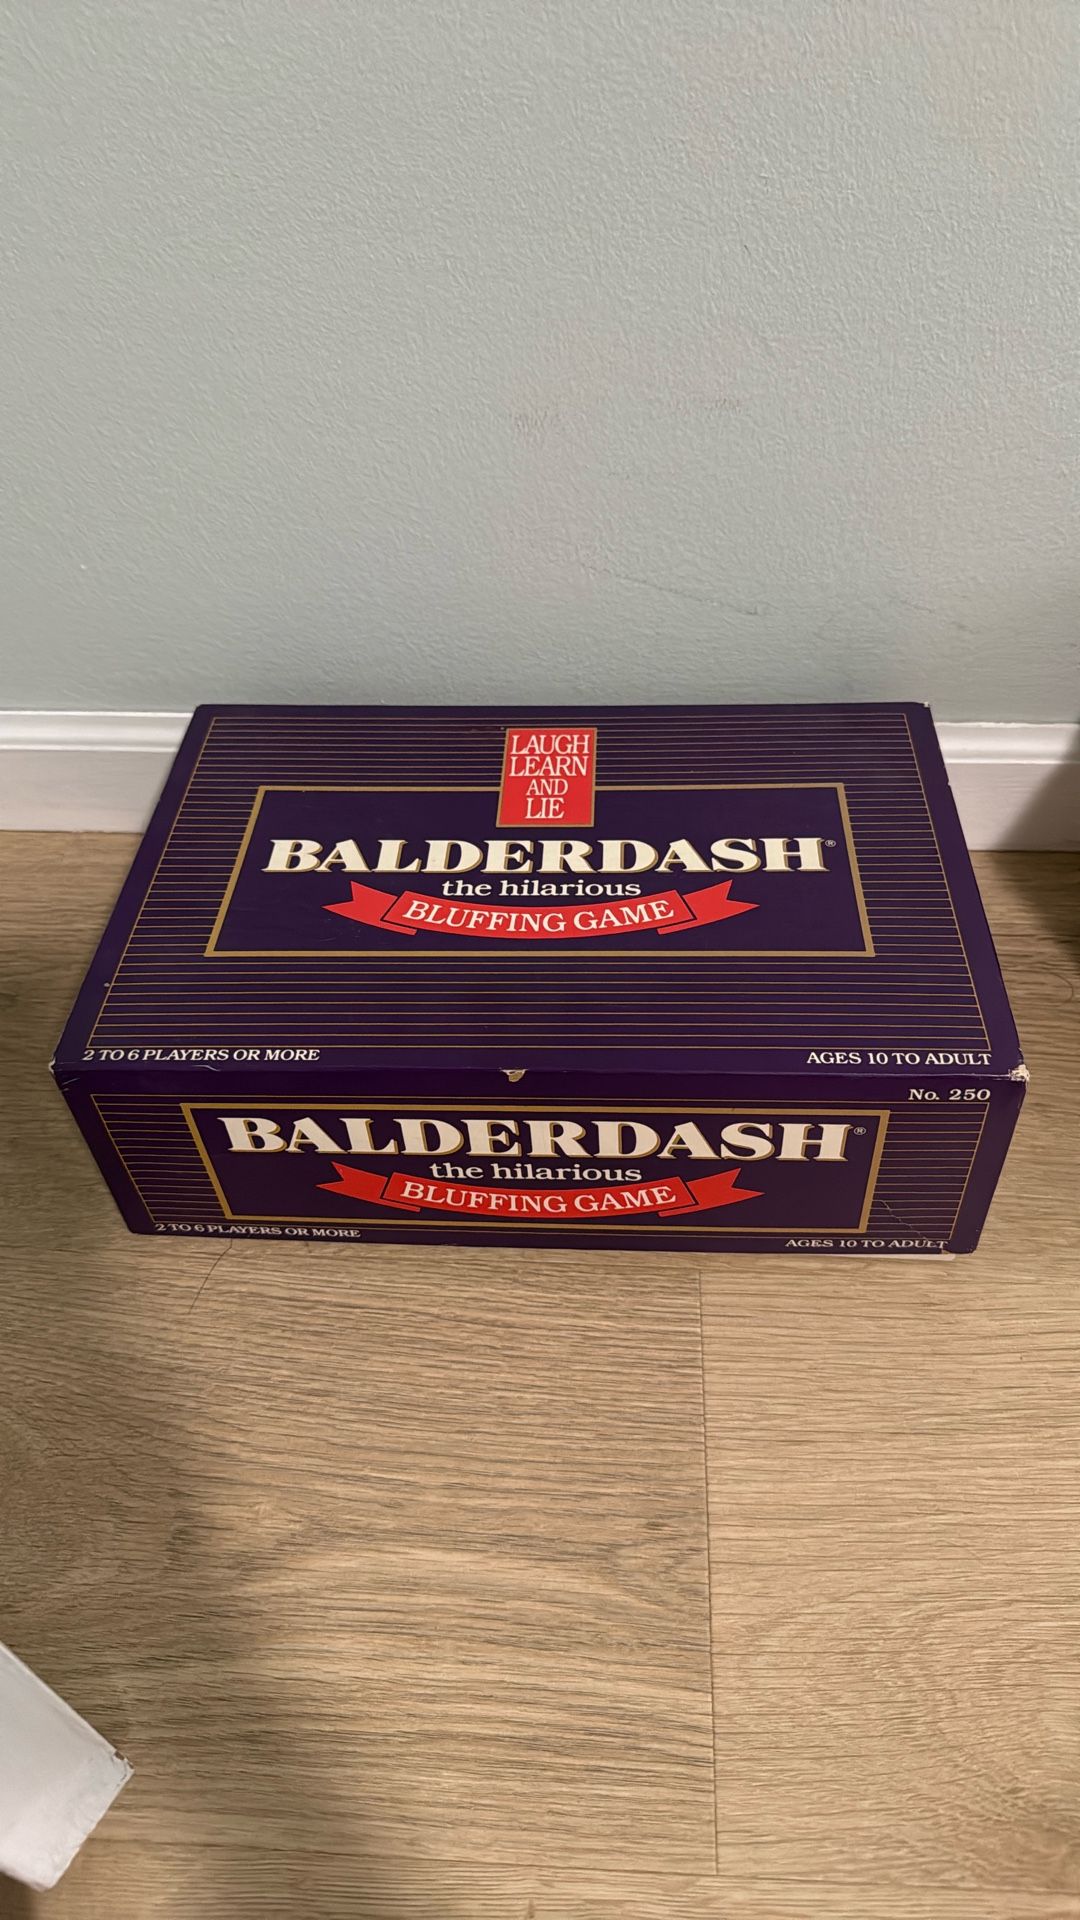 LAUGH
LEARN
AND
LIE
BALDERDASH®
the hilarious
BLUFFING GAME
2 TO 6 PLAYERS OR MORE
AGES 10 TO ADULT
No. 250
BALDERDASH®
the hilarious
BLUFFING GAME
2 TO 6 PLAYERS OR MORE
AGES 10 TO ADULT